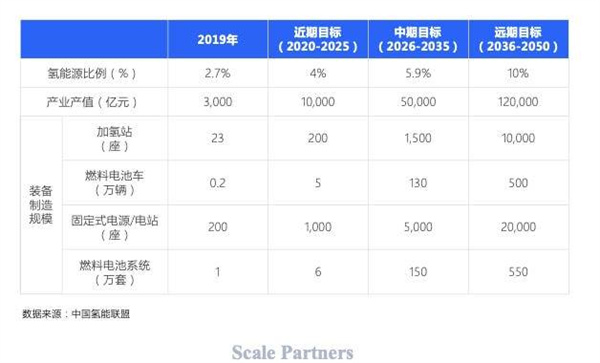 2019年 近期目标 中期目标 远期目标
（2020-2025） （2026-2035） （2036-2050）
氢能源比例（%） 2.7% 4% 5.9% 10%
产业产值（亿元） 3,000 10,000 50,000 120,000
装备
制造
规模
加氢站
（座） 23 200 1,500 10,000
燃料电池车
（万辆） 0.2 5 130 500
固定式电源/电站
（座） 200 1,000 5,000 20,000
燃料电池系统
（万套） 1 6 150 550
数据来源：中国氢能联盟
Scale Partners